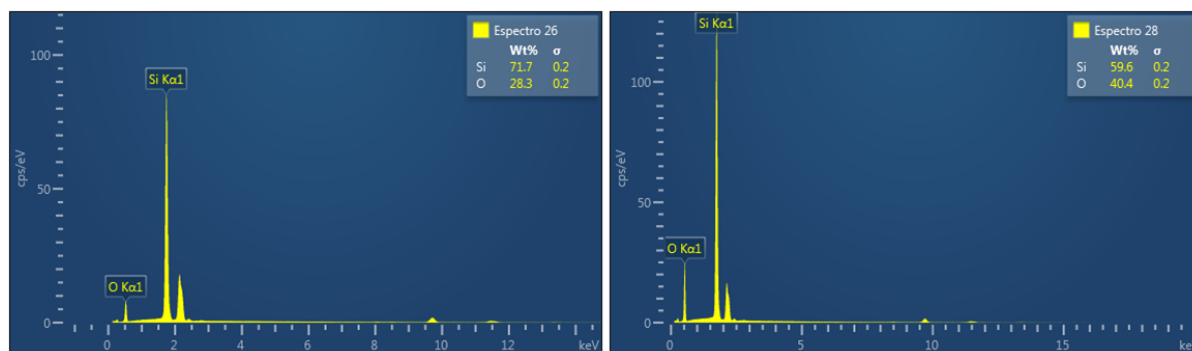 Espectro 26
Wt% σ
Si 71.7 0.2
O 28.3 0.2
100
Si Kα1
cps/eV
50
O Kα1
0
0 2 4 6 8 10 12 keV
Espectro 28
Wt% σ
Si 59.6 0.2
O 40.4 0.2
Si Kα1
100
cps/eV
50
O Kα1
0
0 5 10 15 ke